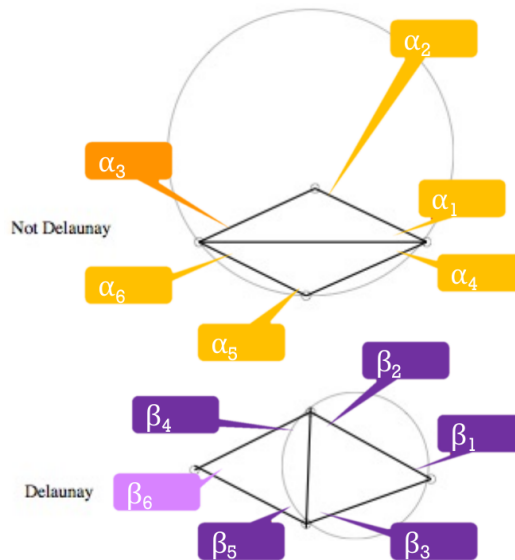 α₂
α₃
α₁
Not Delaunay
α₆
α₄
α₅
β₂
β₄
β₁
β₆
Delaunay
β₅
β₃